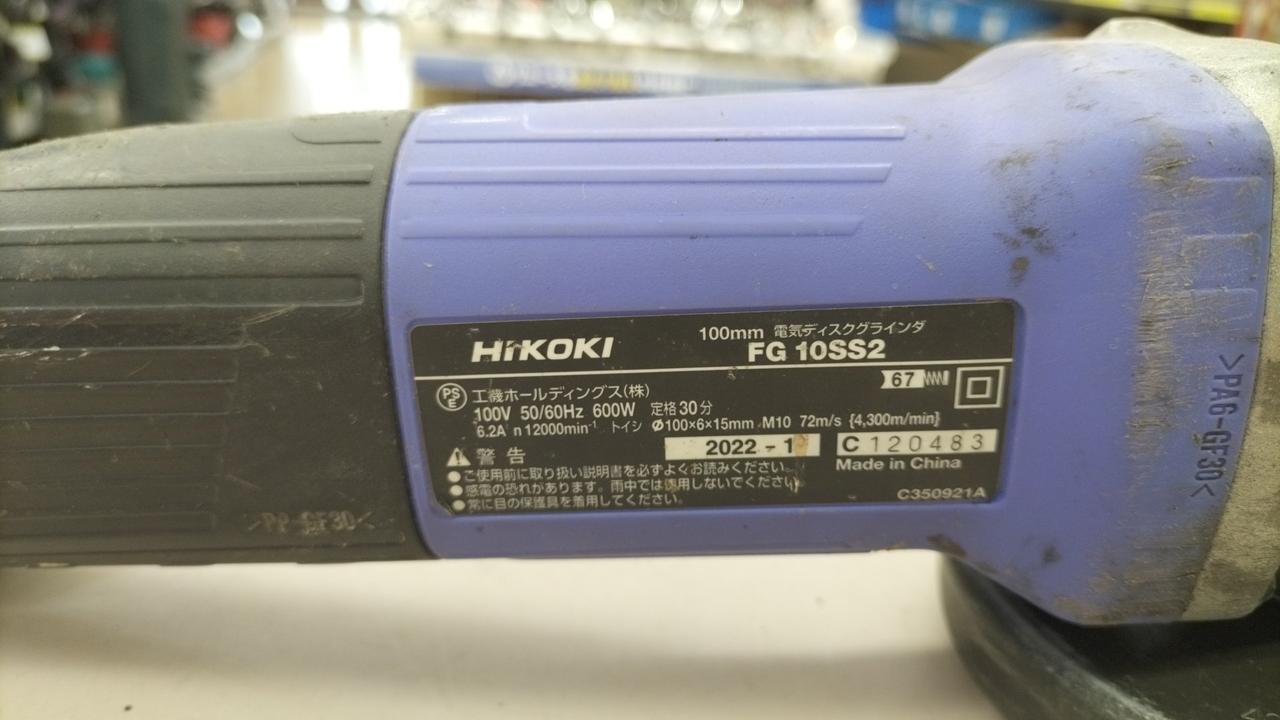 HiKOKI
100mm 電気ディスクグラインダ
FG 10SS2
67
PS
E
工機ホールディングス(株)
100V 50/60Hz 600W 定格30分
6.2A n 12000min⁻¹ トイシ Φ100×6×15mm M10 72m/s {4,300m/min}
2022 - 1
C 120483
警告
Made in China
●ご使用前に取り扱い説明書を必ずよくお読みください。
●感電の恐れがあります。雨中では使用しないでください。
●常に目の保護具を着用してください。
C350921A
>PP-GF30<
>PA6-GF30<